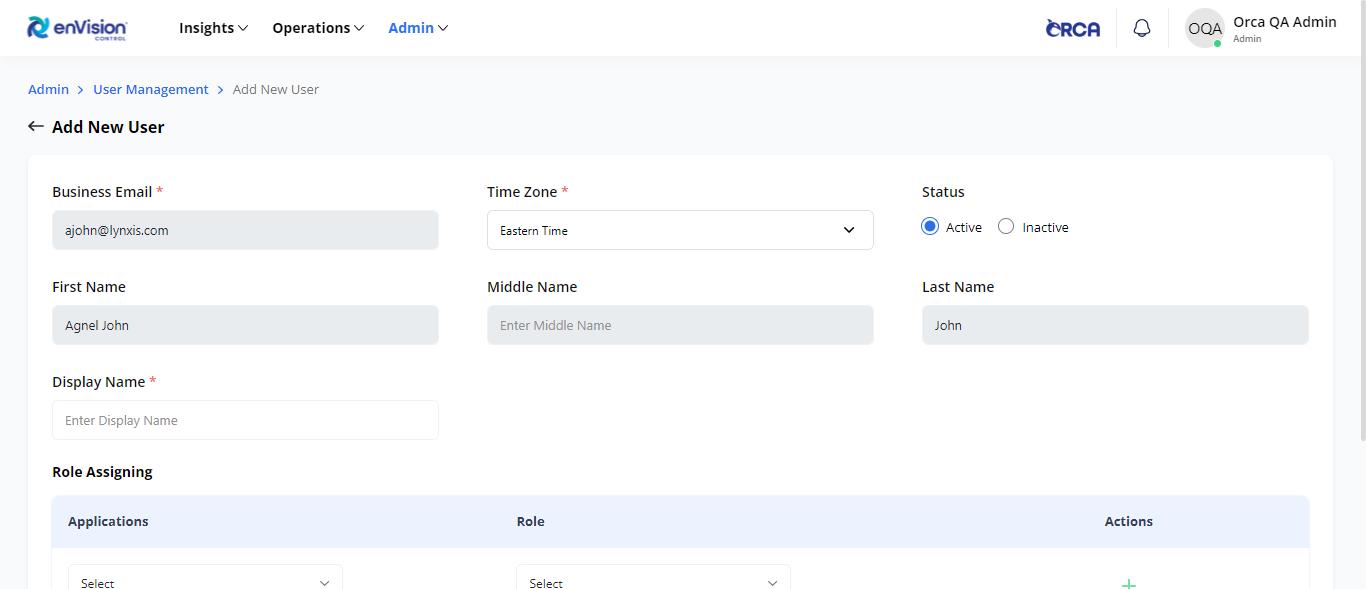 enVision
CONTROL
Insights
Operations
Admin
ORCA
OQA
Orca QA Admin
Admin
Admin > User Management > Add New User
Add New User
Business Email *
Time Zone *
Status
ajohn@lynxis.com
Eastern Time
Active
Inactive
First Name
Middle Name
Last Name
Agnel John
Enter Middle Name
John
Display Name *
Enter Display Name
Role Assigning
Applications
Role
Actions
Select
Select